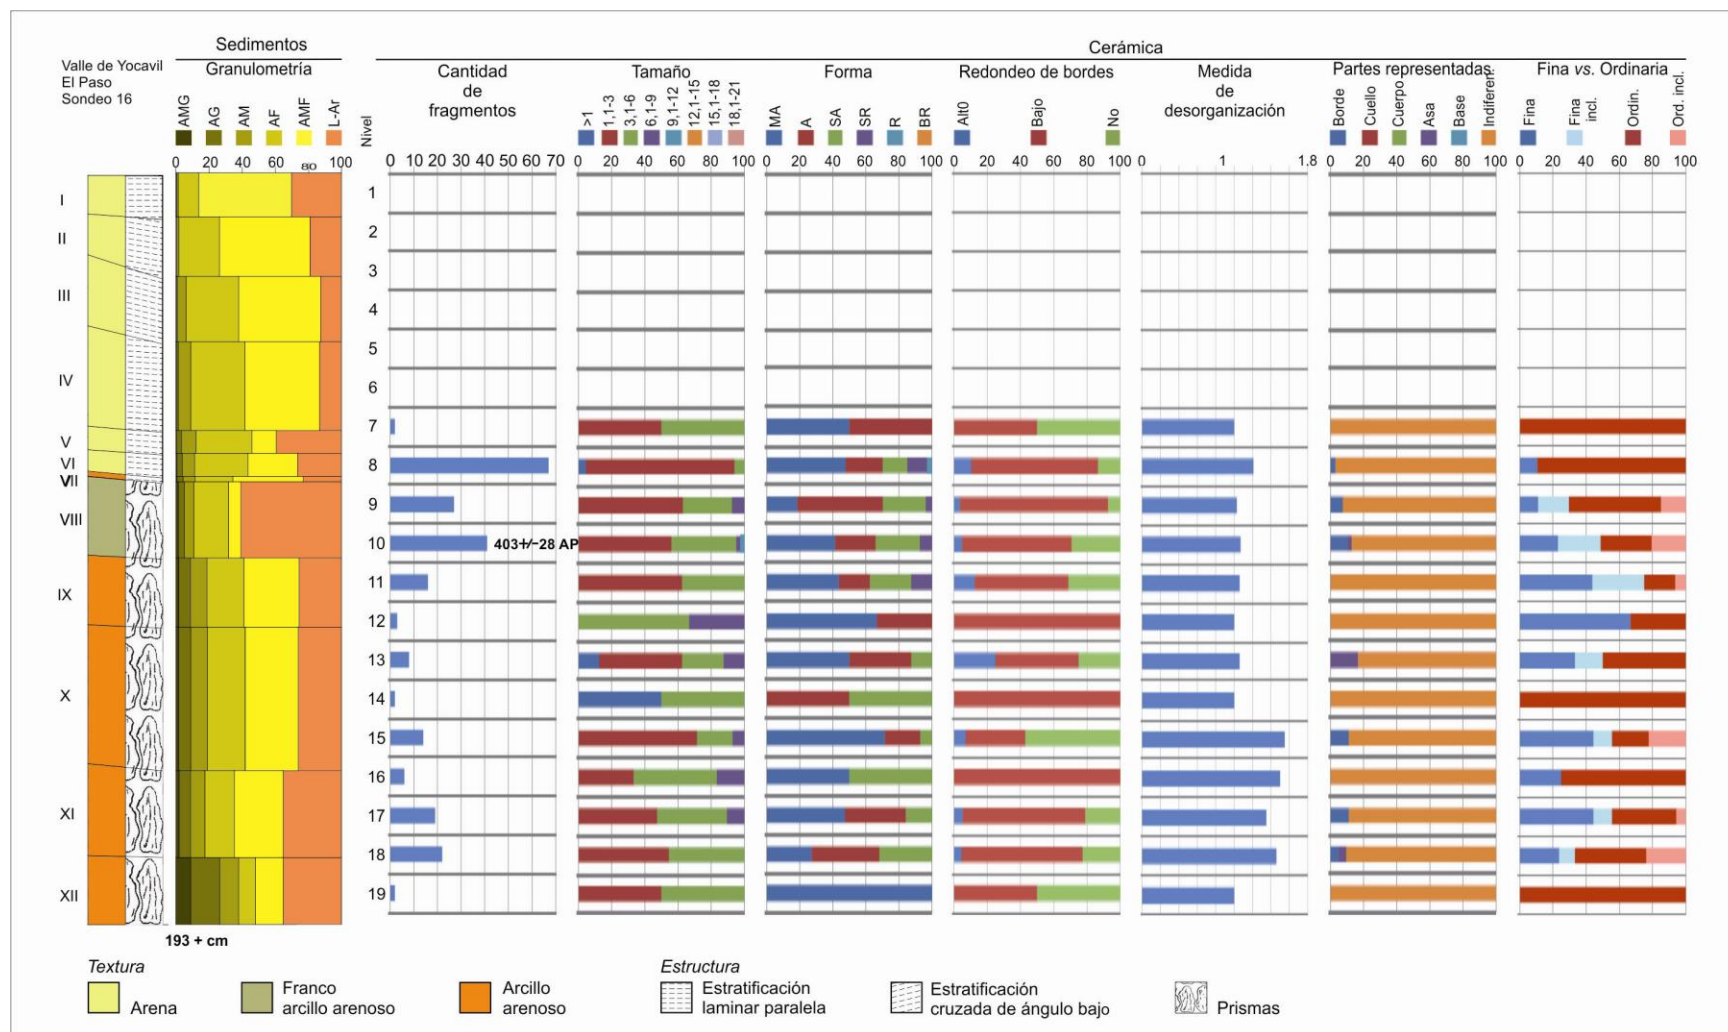 Sedimentos
Cerámica
Valle de Yocavil
El Paso
Sondeo 16
Granulometría
Cantidad
de
fragmentos
Tamaño
Forma
Redondeo de bordes
Medida
de
desorganización
Partes representadas
Fina vs. Ordinaria
AMG AG AM AF AMF L-Ar
Nivel
>1 1,1-3 3,1-6 6,1-9 9,1-12 12,1-15 15,1-18 18,1-21
MA A SA SR R BR
Alt0 Bajo No
Borde Cuello Cuerpo Asa Base Indiferen.
Fina Fina incl. Ordin. Ord. incl.
0 20 40 60 80 100
0 10 20 30 40 50 60 70
0 20 40 60 80 100
0 20 40 60 80 100
0 20 40 60 80 100
0 1 1.8
0 20 40 60 80 100
0 20 40 60 80 100
I
II
III
IV
V
VI
VII
VIII
IX
X
XI
XII
1
2
3
4
5
6
7
8
9
10
403+/-28 AP
11
12
13
14
15
16
17
18
19
193 + cm
Textura
Arena
Franco
arcillo arenoso
Arcillo
arenoso
Estructura
Estratificación
laminar paralela
Estratificación
cruzada de ángulo bajo
Prismas